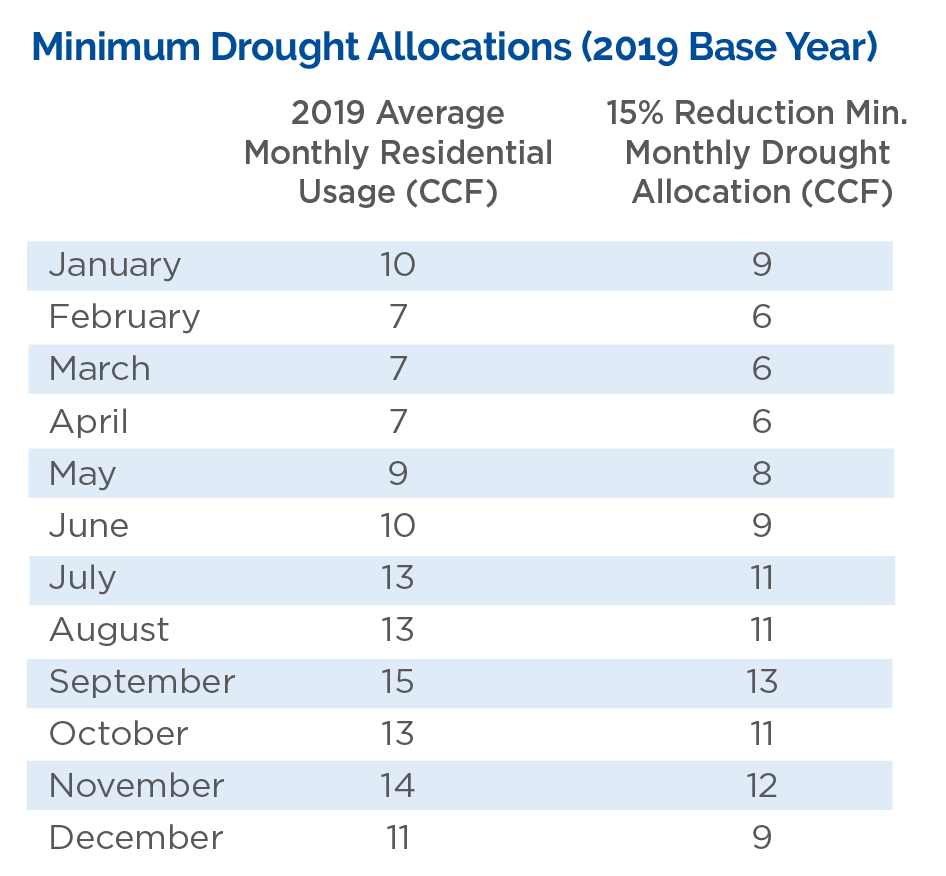 Minimum Drought Allocations (2019 Base Year)
2019 Average
Monthly Residential
Usage (CCF)
15% Reduction Min.
Monthly Drought
Allocation (CCF)
January 10 9
February 7 6
March 7 6
April 7 6
May 9 8
June 10 9
July 13 11
August 13 11
September 15 13
October 13 11
November 14 12
December 11 9